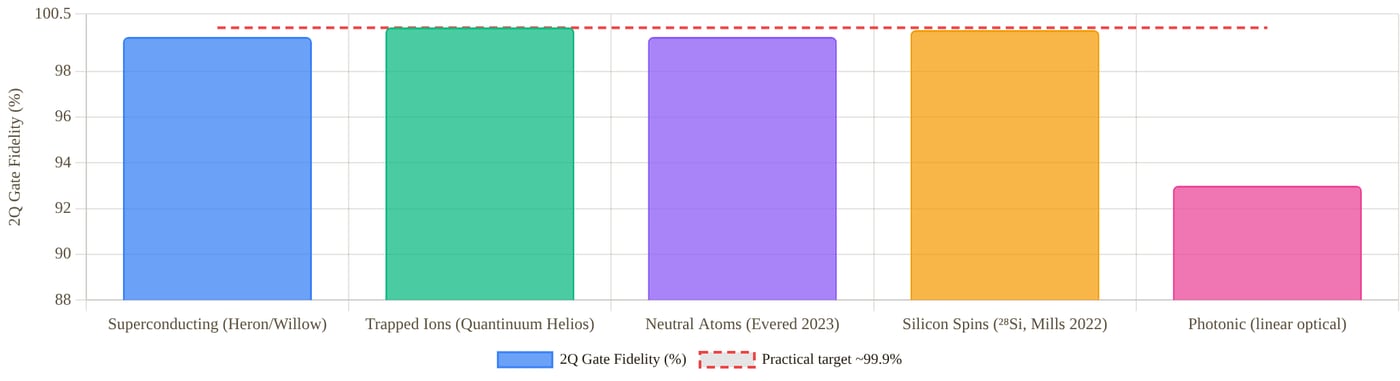 100.5
98
96
94
92
90
88
2Q Gate Fidelity (%)
Superconducting (Heron/Willow)
Trapped Ions (Quantinuum Helios)
Neutral Atoms (Evered 2023)
Silicon Spins (²⁸Si, Mills 2022)
Photonic (linear optical)
2Q Gate Fidelity (%)
Practical target ~99.9%